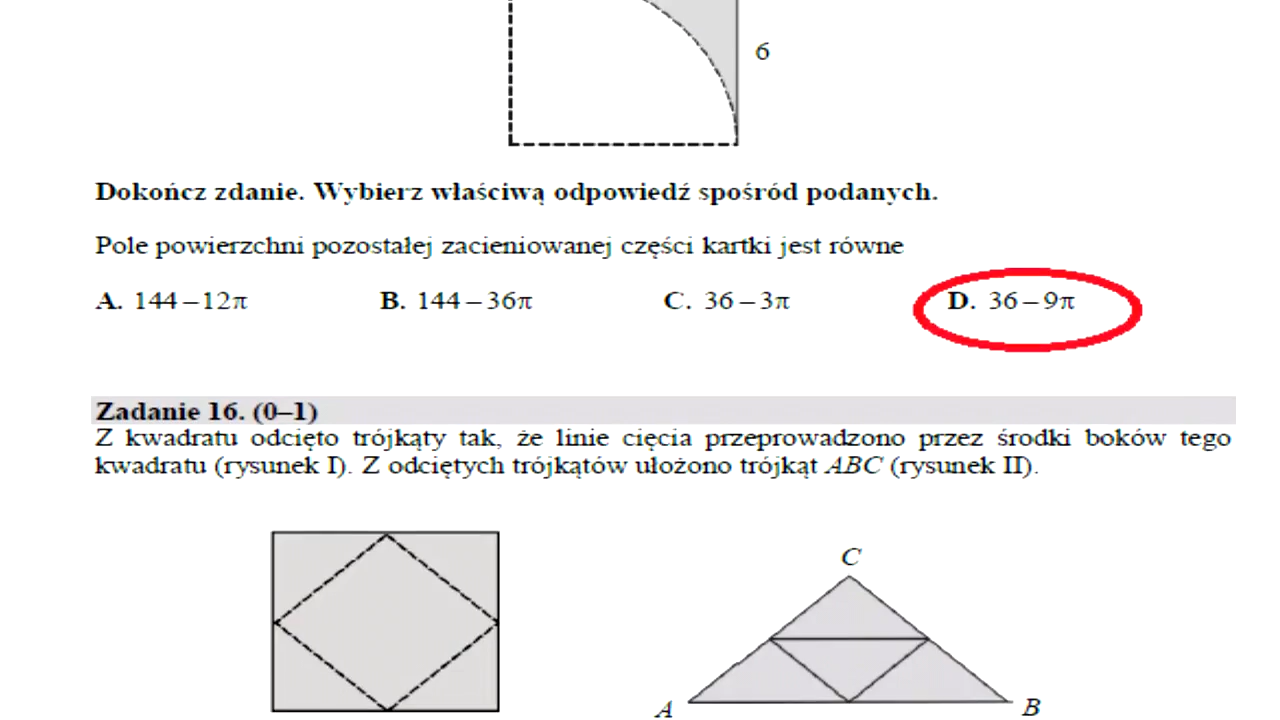 6
Dokończ zdanie. Wybierz właściwą odpowiedź spośród podanych.
Pole powierzchni pozostałej zacieniowanej części kartki jest równe
A. 144 – 12π B. 144 – 36π C. 36 – 3π D. 36 – 9π
Zadanie 16. (0–1)
Z kwadratu odcięto trójkąty tak, że linie cięcia przeprowadzono przez środki boków tego
kwadratu (rysunek I). Z odciętych trójkątów ułożono trójkąt ABC (rysunek II).
C
A B